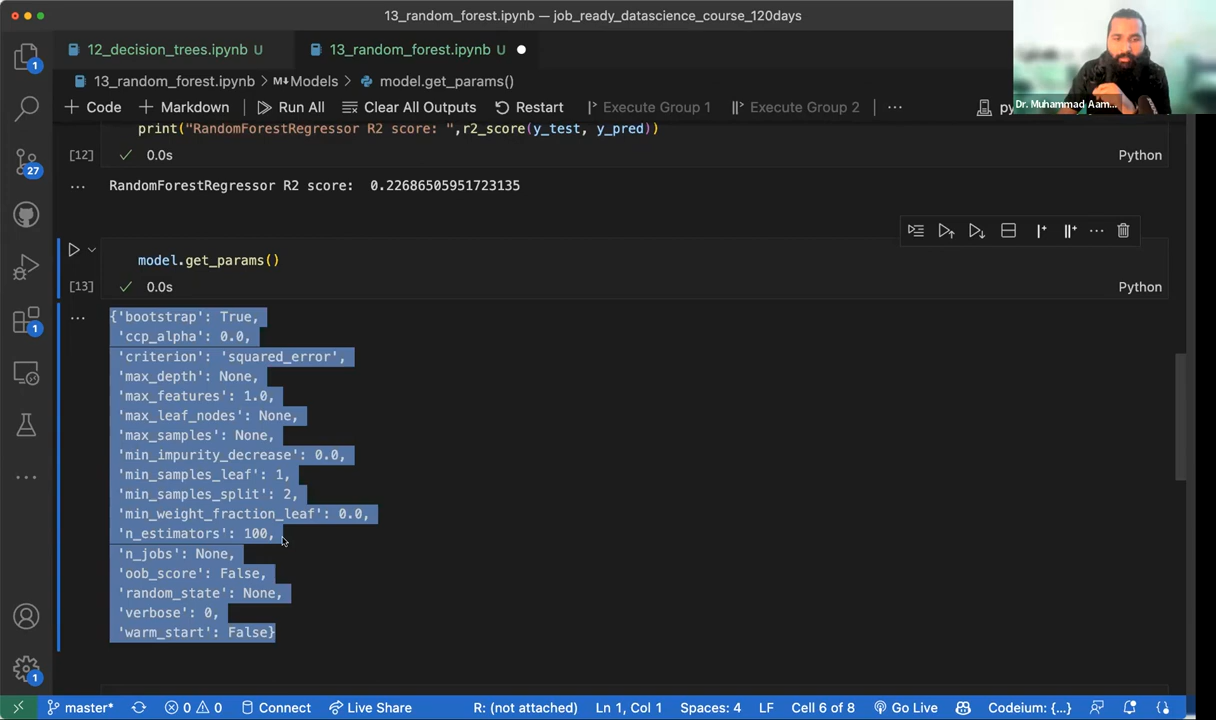 13_random_forest.ipynb — job_ready_datascience_course_120days
12_decision_trees.ipynb U
13_random_forest.ipynb U
13_random_forest.ipynb > M↓Models > model.get_params()
+ Code + Markdown Run All Clear All Outputs Restart Execute Group 1 Execute Group 2 ... py
Dr. Muhammad Aam...
print("RandomForestRegressor R2 score: ",r2_score(y_test, y_pred))
[12] ✓ 0.0s Python
... RandomForestRegressor R2 score: 0.22686505951723135
model.get_params()
[13] ✓ 0.0s Python
... {'bootstrap': True,
'ccp_alpha': 0.0,
'criterion': 'squared_error',
'max_depth': None,
'max_features': 1.0,
'max_leaf_nodes': None,
'max_samples': None,
'min_impurity_decrease': 0.0,
'min_samples_leaf': 1,
'min_samples_split': 2,
'min_weight_fraction_leaf': 0.0,
'n_estimators': 100,
'n_jobs': None,
'oob_score': False,
'random_state': None,
'verbose': 0,
'warm_start': False}
1
27
1
1
master* 0 0 Connect Live Share R: (not attached) Ln 1, Col 1 Spaces: 4 LF Cell 6 of 8 Go Live Codeium: {...}